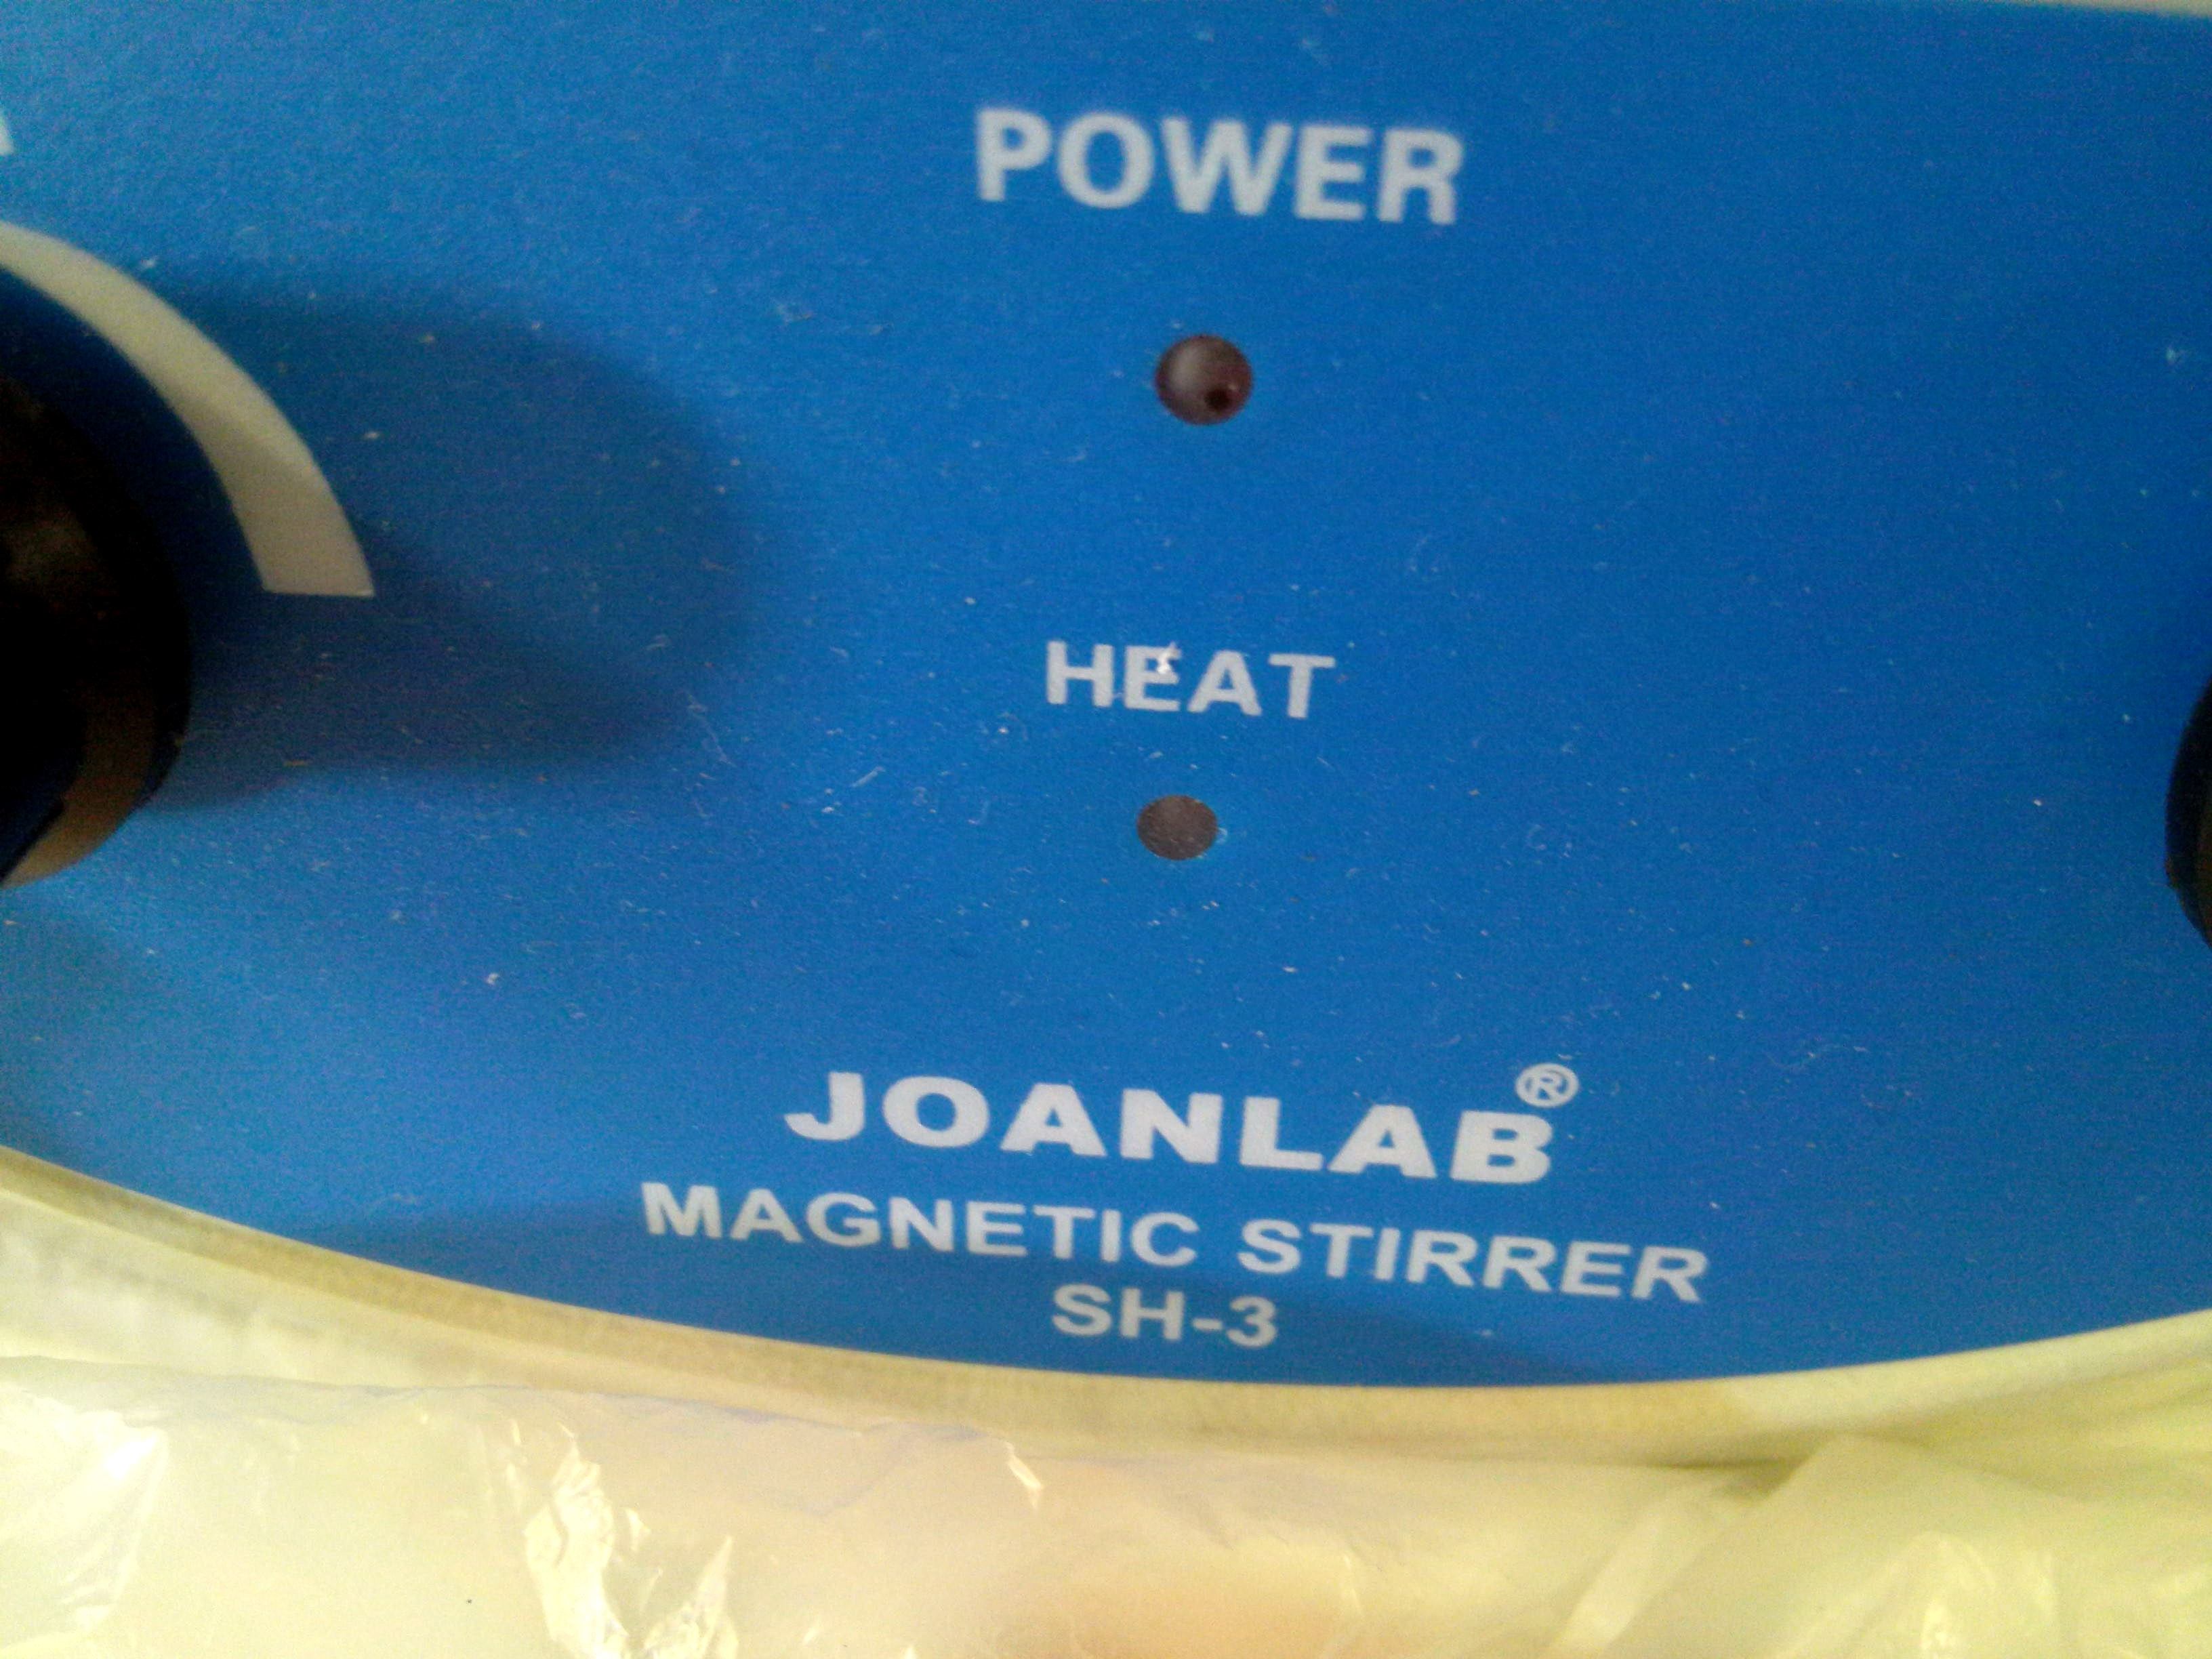 POWER
HEAT
JOANLAB®
MAGNETIC STIRRER
SH-3